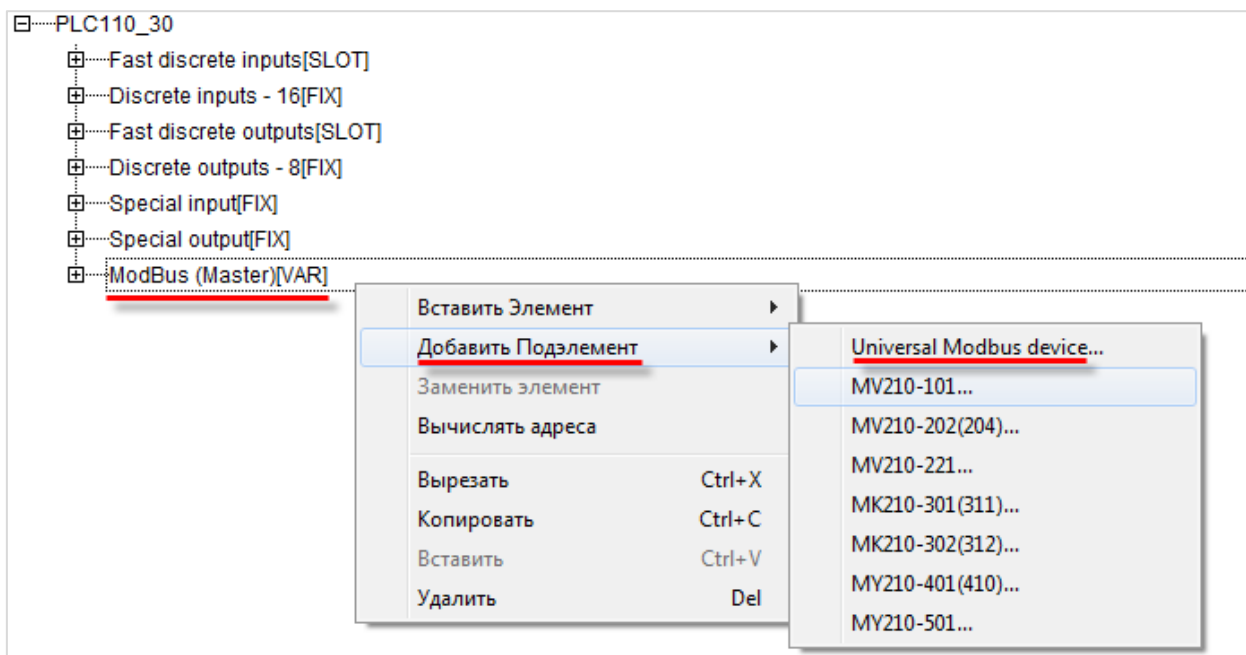 PLC110_30
Fast discrete inputs[SLOT]
Discrete inputs - 16[FIX]
Fast discrete outputs[SLOT]
Discrete outputs - 8[FIX]
Special input[FIX]
Special output[FIX]
ModBus (Master)[VAR]
Вставить Элемент
Добавить Подэлемент
Заменить элемент
Вычислять адреса
Вырезать Ctrl+X
Копировать Ctrl+C
Вставить Ctrl+V
Удалить Del
Universal Modbus device...
MV210-101...
MV210-202(204)...
MV210-221...
MK210-301(311)...
MK210-302(312)...
MY210-401(410)...
MY210-501...